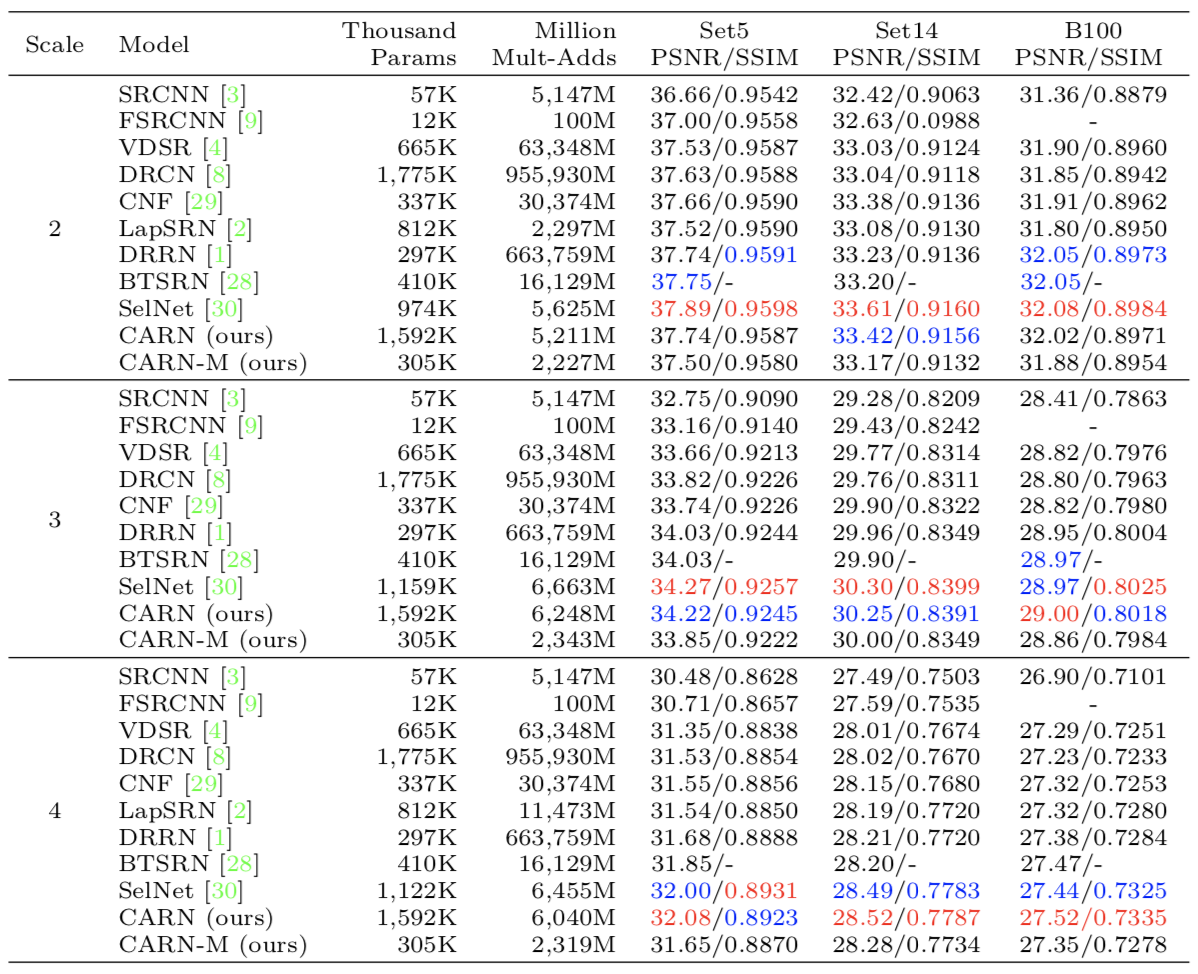 Scale Model Thousand Params Million Mult-Adds Set5 PSNR/SSIM Set14 PSNR/SSIM B100 PSNR/SSIM
SRCNN [3] 57K 5,147M 36.66/0.9542 32.42/0.9063 31.36/0.8879
FSRCNN [9] 12K 100M 37.00/0.9558 32.63/0.0988 -
VDSR [4] 665K 63,348M 37.53/0.9587 33.03/0.9124 31.90/0.8960
DRCN [8] 1,775K 955,930M 37.63/0.9588 33.04/0.9118 31.85/0.8942
CNF [29] 337K 30,374M 37.66/0.9590 33.38/0.9136 31.91/0.8962
2 LapSRN [2] 812K 2,297M 37.52/0.9590 33.08/0.9130 31.80/0.8950
DRRN [1] 297K 663,759M 37.74/0.9591 33.23/0.9136 32.05/0.8973
BTSRN [28] 410K 16,129M 37.75/- 33.20/- 32.05/-
SelNet [30] 974K 5,625M 37.89/0.9598 33.61/0.9160 32.08/0.8984
CARN (ours) 1,592K 5,211M 37.74/0.9587 33.42/0.9156 32.02/0.8971
CARN-M (ours) 305K 2,227M 37.50/0.9580 33.17/0.9132 31.88/0.8954
SRCNN [3] 57K 5,147M 32.75/0.9090 29.28/0.8209 28.41/0.7863
FSRCNN [9] 12K 100M 33.16/0.9140 29.43/0.8242 -
VDSR [4] 665K 63,348M 33.66/0.9213 29.77/0.8314 28.82/0.7976
DRCN [8] 1,775K 955,930M 33.82/0.9226 29.76/0.8311 28.80/0.7963
CNF [29] 337K 30,374M 33.74/0.9226 29.90/0.8322 28.82/0.7980
3 DRRN [1] 297K 663,759M 34.03/0.9244 29.96/0.8349 28.95/0.8004
BTSRN [28] 410K 16,129M 34.03/- 29.90/- 28.97/-
SelNet [30] 1,159K 6,663M 34.27/0.9257 30.30/0.8399 28.97/0.8025
CARN (ours) 1,592K 6,248M 34.22/0.9245 30.25/0.8391 29.00/0.8018
CARN-M (ours) 305K 2,343M 33.85/0.9222 30.00/0.8349 28.86/0.7984
SRCNN [3] 57K 5,147M 30.48/0.8628 27.49/0.7503 26.90/0.7101
FSRCNN [9] 12K 100M 30.71/0.8657 27.59/0.7535 -
VDSR [4] 665K 63,348M 31.35/0.8838 28.01/0.7674 27.29/0.7251
DRCN [8] 1,775K 955,930M 31.53/0.8854 28.02/0.7670 27.23/0.7233
CNF [29] 337K 30,374M 31.55/0.8856 28.15/0.7680 27.32/0.7253
4 LapSRN [2] 812K 11,473M 31.54/0.8850 28.19/0.7720 27.32/0.7280
DRRN [1] 297K 663,759M 31.68/0.8888 28.21/0.7720 27.38/0.7284
BTSRN [28] 410K 16,129M 31.85/- 28.20/- 27.47/-
SelNet [30] 1,122K 6,455M 32.00/0.8931 28.49/0.7783 27.44/0.7325
CARN (ours) 1,592K 6,040M 32.08/0.8923 28.52/0.7787 27.52/0.7335
CARN-M (ours) 305K 2,319M 31.65/0.8870 28.28/0.7734 27.35/0.7278